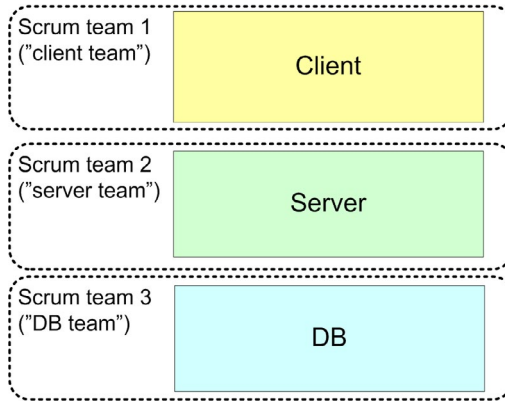 Scrum team 1
(”client team”)
Client
Scrum team 2
(”server team”)
Server
Scrum team 3
(”DB team”)
DB